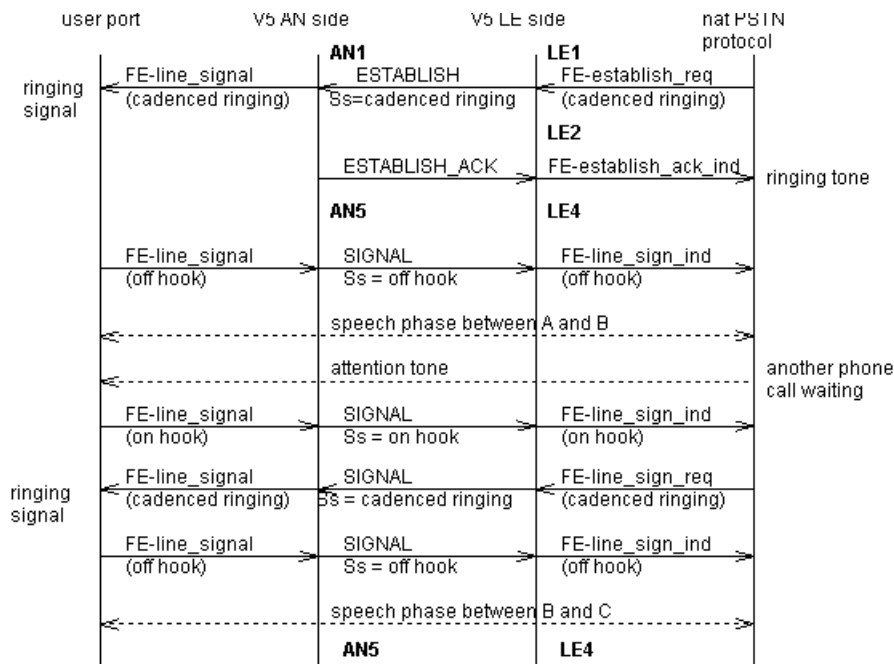 user port V5 AN side V5 LE side nat PSTN
protocol
AN1 LE1
FE-line_signal ESTABLISH FE-establish_req
ringing
signal
(cadenced ringing) Ss=cadenced ringing (cadenced ringing)
LE2
ESTABLISH_ACK FE-establish_ack_ind
ringing tone
AN5 LE4
FE-line_signal SIGNAL FE-line_sign_ind
(off hook) Ss = off hook (off hook)
speech phase between A and B
attention tone another phone
call waiting
FE-line_signal SIGNAL FE-line_sign_ind
(on hook) Ss = on hook (on hook)
FE-line_signal SIGNAL FE-line_sign_req
ringing
signal
(cadenced ringing) Ss = cadenced ringing (cadenced ringing)
FE-line_signal SIGNAL FE-line_sign_ind
(off hook) Ss = off hook (off hook)
speech phase between B and C
AN5 LE4